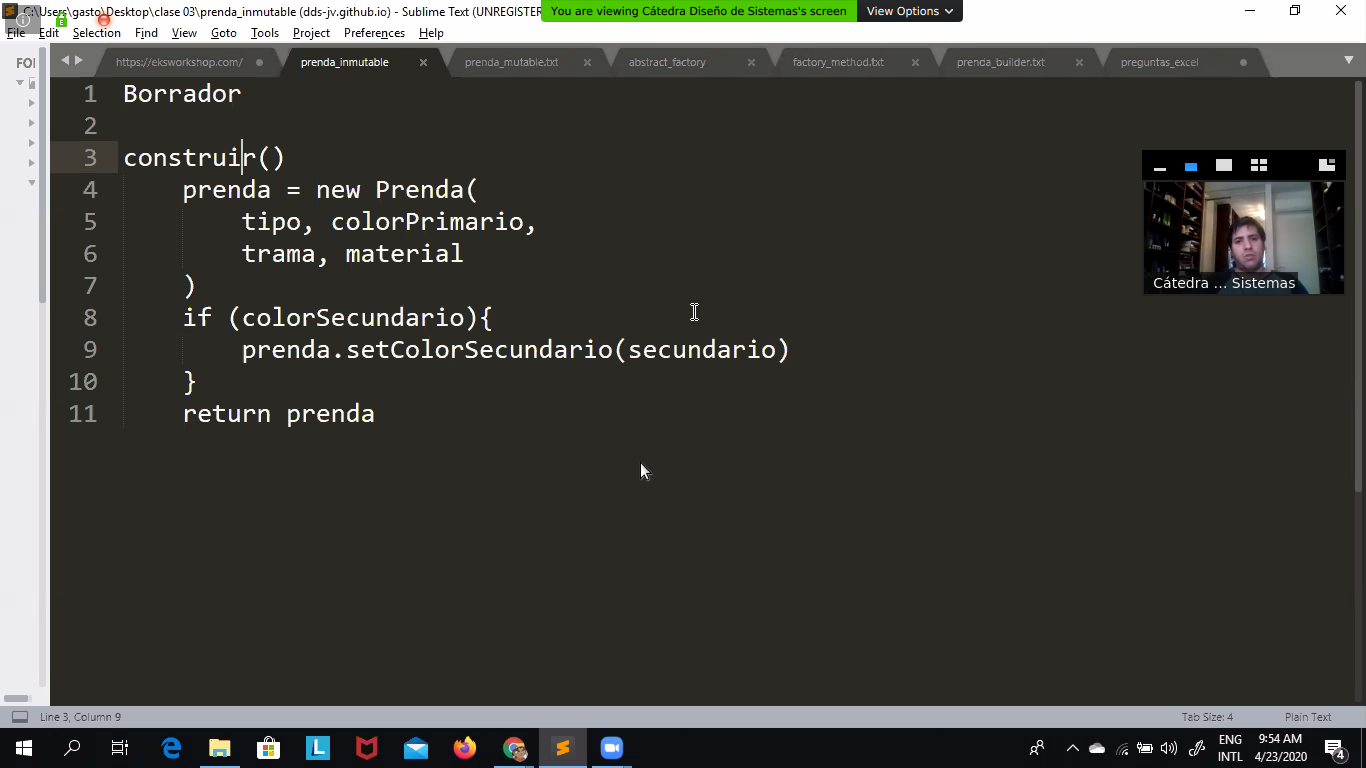 C:\Users\gasto\Desktop\clase 03\prenda_inmutable (dds-jv.github.io) - Sublime Text (UNREGISTER
You are viewing Cátedra Diseño de Sistemas's screen
View Options
File Edit Selection Find View Goto Tools Project Preferences Help
FOI
https://eksworkshop.com/
prenda_inmutable
prenda_mutable.txt
abstract_factory
factory_method.txt
prenda_builder.txt
preguntas_excel
1 Borrador
2
3 construir()
4 prenda = new Prenda(
5 tipo, colorPrimario,
6 trama, material
7 )
8 if (colorSecundario){
9 prenda.setColorSecundario(secundario)
10 }
11 return prenda
Cátedra ... Sistemas
Line 3, Column 9
Tab Size: 4
Plain Text
ENG
INTL
9:54 AM
4/23/2020
4